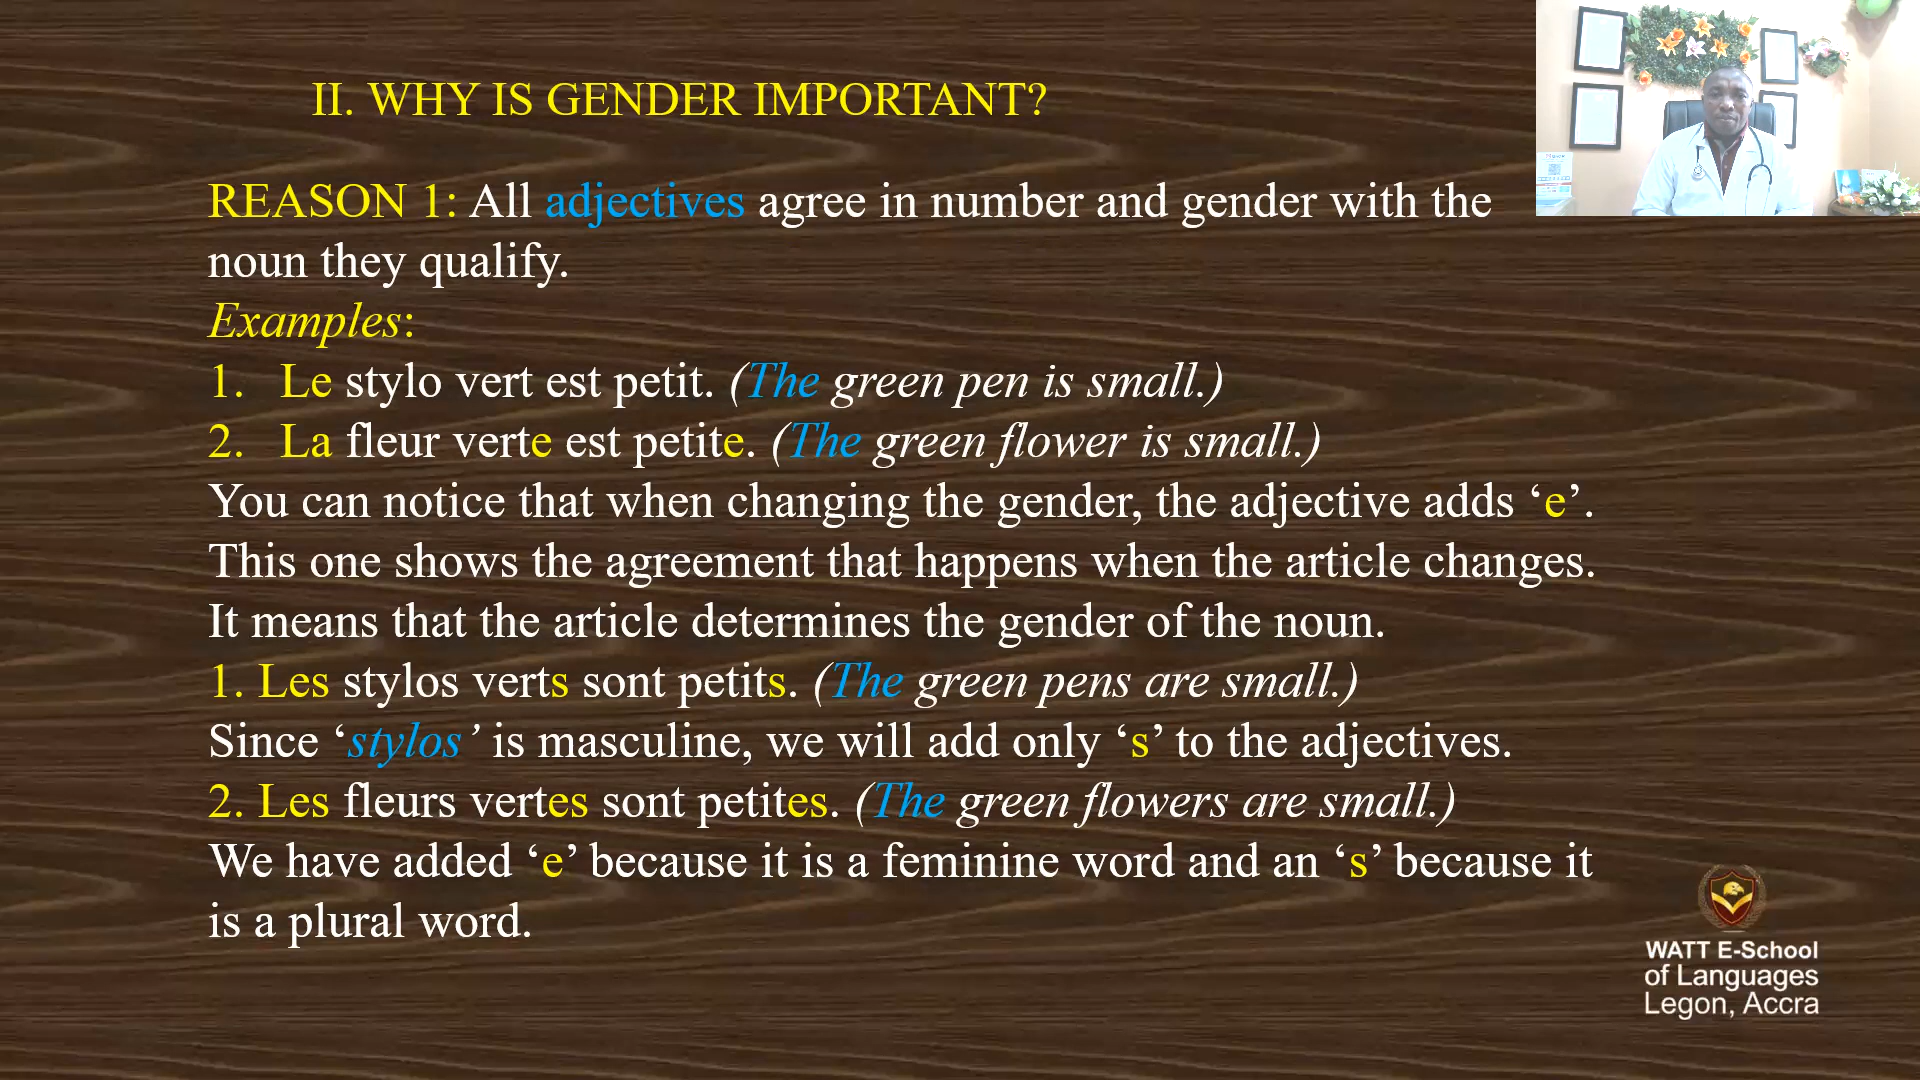 II. WHY IS GENDER IMPORTANT?
REASON 1: All adjectives agree in number and gender with the
noun they qualify.
Examples:
1. Le stylo vert est petit. (The green pen is small.)
2. La fleur verte est petite. (The green flower is small.)
You can notice that when changing the gender, the adjective adds ‘e’.
This one shows the agreement that happens when the article changes.
It means that the article determines the gender of the noun.
1. Les stylos verts sont petits. (The green pens are small.)
Since ‘stylos’ is masculine, we will add only ‘s’ to the adjectives.
2. Les fleurs vertes sont petites. (The green flowers are small.)
We have added ‘e’ because it is a feminine word and an ‘s’ because it
is a plural word.
WATT E-School
of Languages
Legon, Accra